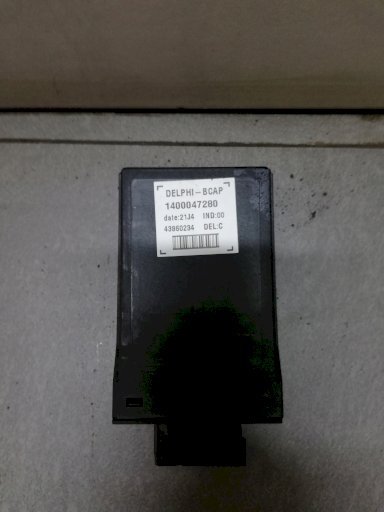 DELPHI-BCAP
1400047280
date:21J4 IND:00
43860234 DEL:C